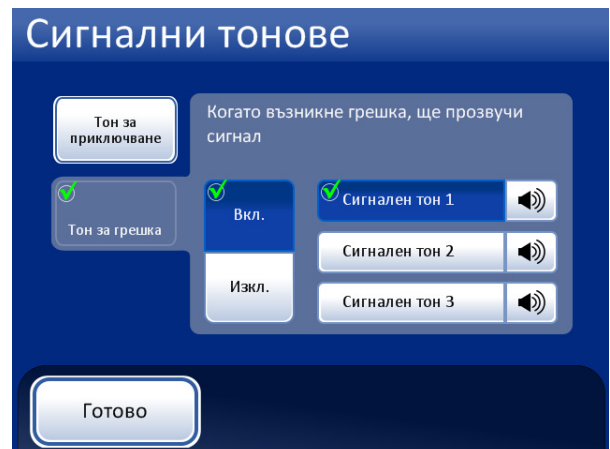 Сигнални тонове
Тон за
приключване
Когато възникне грешка, ще прозвучи
сигнал
Тон за грешка
Вкл.
Изкл.
Сигнален тон 1
Сигнален тон 2
Сигнален тон 3
Готово